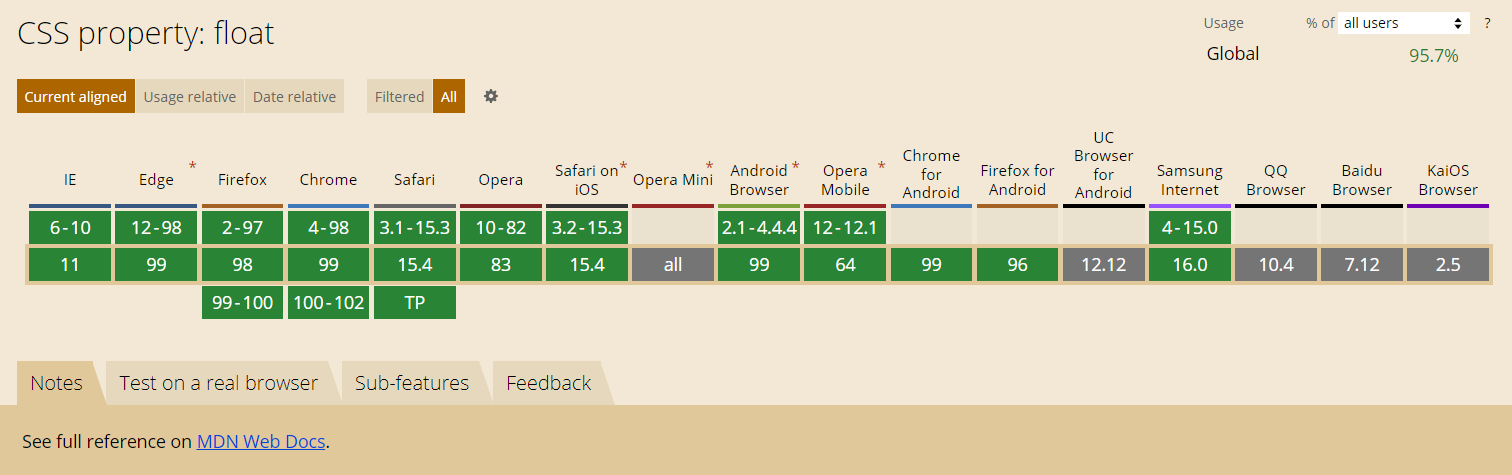 CSS property: float
Usage % of all users ?
Global 95.7%
Current aligned Usage relative Date relative Filtered All
IE
Edge *
Firefox
Chrome
Safari
Opera
Safari on *
iOS
Opera Mini *
Android *
Browser
Opera *
Mobile
Chrome
for
Android
Firefox for
Android
UC
Browser
for
Android
Samsung
Internet
QQ
Browser
Baidu
Browser
KaiOS
Browser
6-10 12-98 2-97 4-98 3.1-15.3 10-82 3.2-15.3 2.1-4.4.4 12-12.1 4-15.0
11 99 98 99 15.4 83 15.4 all 99 64 99 96 12.12 16.0 10.4 7.12 2.5
99-100 100-102 TP
Notes Test on a real browser Sub-features Feedback
See full reference on MDN Web Docs.